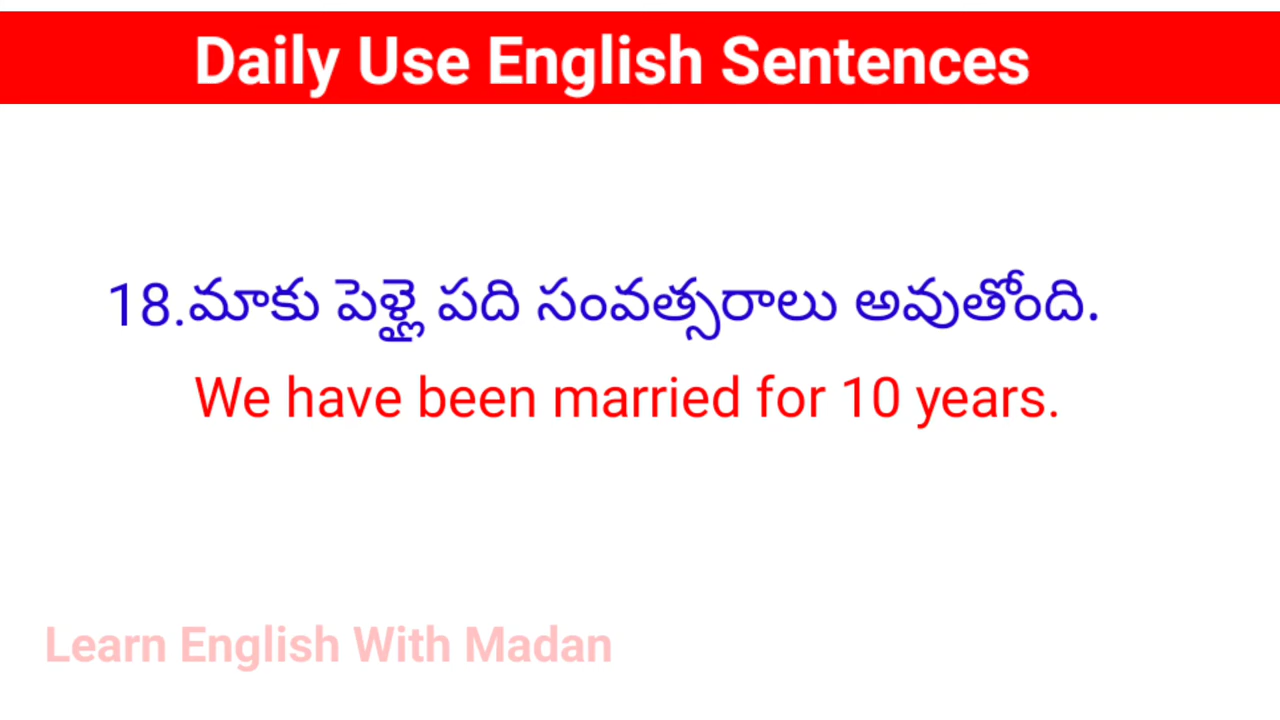 Daily Use English Sentences
18.మాకు పెళ్లై పది సంవత్సరాలు అవుతోంది.
We have been married for 10 years.
Learn English With Madan